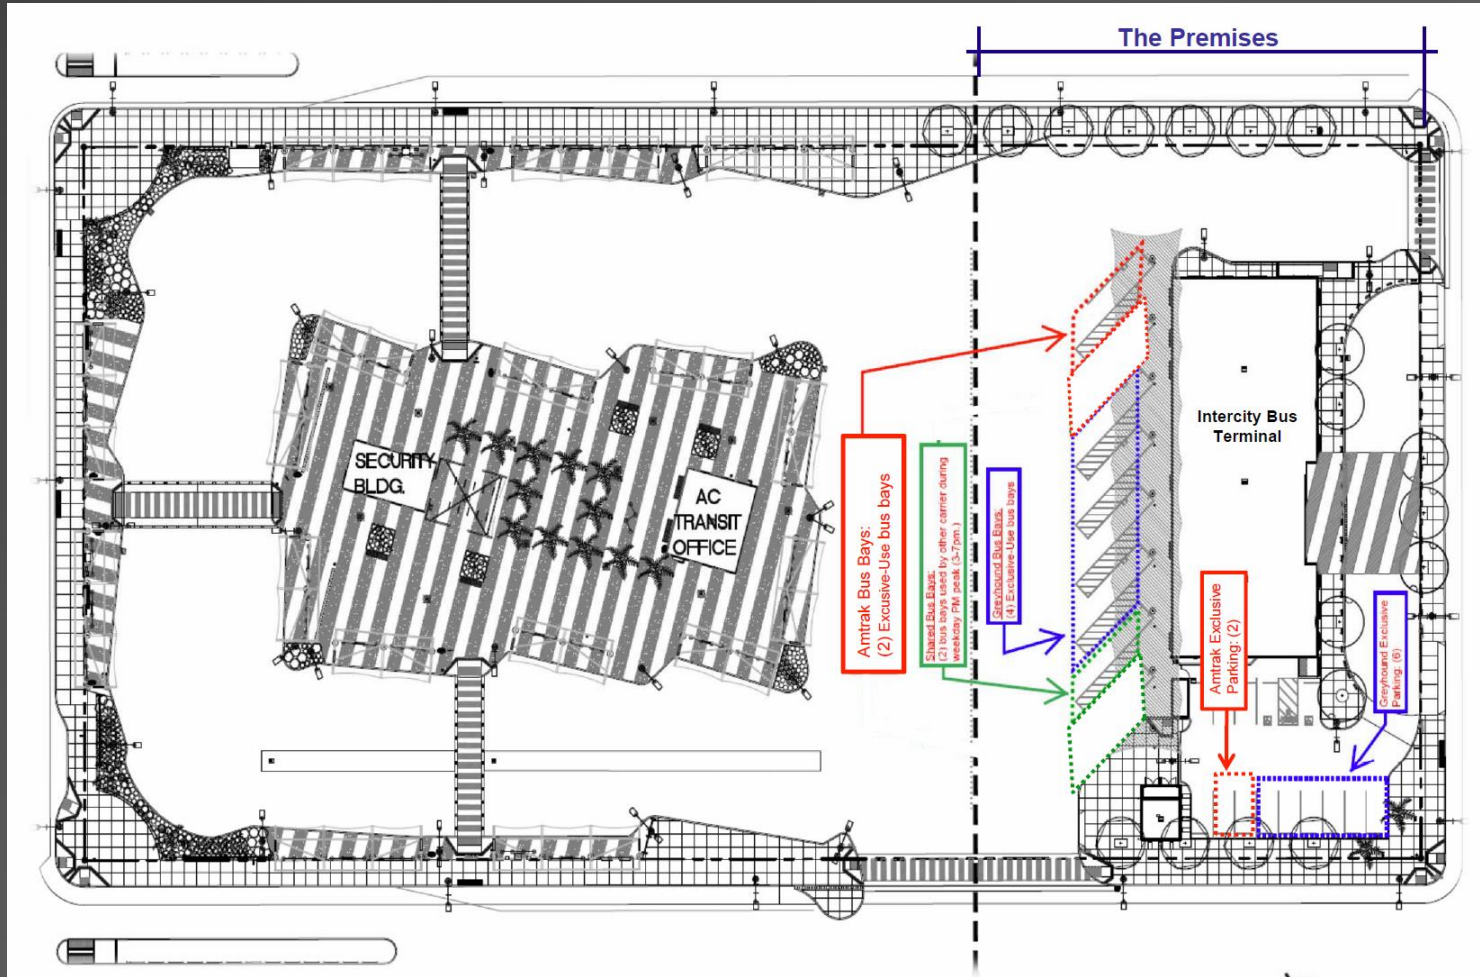 The Premises
Intercity Bus
Terminal
SECURITY
BLDG.
AC
TRANSIT
OFFICE
Amtrak Bus Bays:
(2) Excusive-Use bus bays
Shared Bus Bays:
(2) bus bays used by other carrier during
weekday PM peak (3-7pm.)
Greyhound Bus Bays:
(4) Exclusive-Use bus bays
Amtrak Exclusive
Parking: (2)
Greyhound Exclusive
Parking: (6)